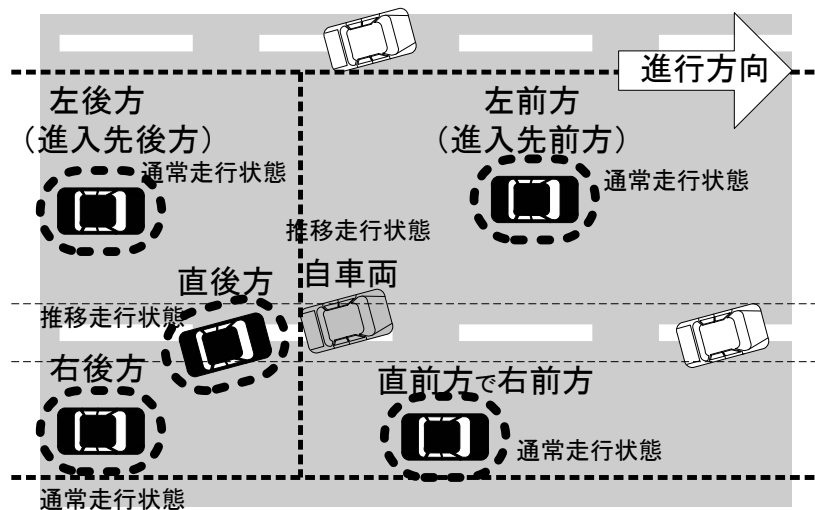 進行方向
左後方
（進入先後方）
通常走行状態
左前方
（進入先前方）
通常走行状態
推移走行状態
自車両
直後方
推移走行状態
右後方
通常走行状態
直前方で右前方
通常走行状態